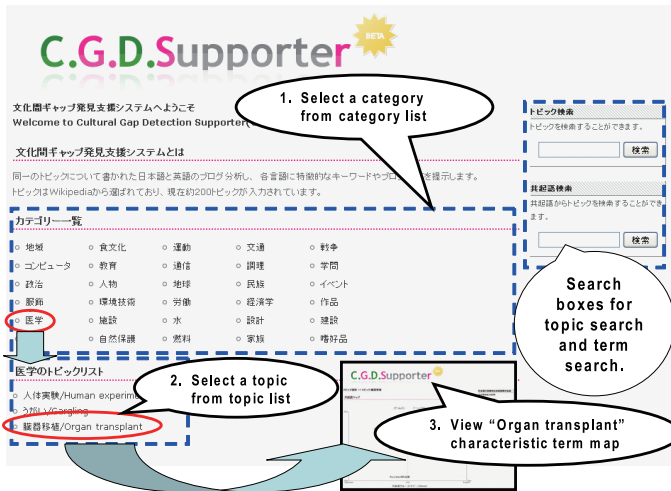 C.G.D.Supporter
BETA
文化間ギャップ発見支援システムへようこそ
Welcome to Cultural Gap Detection Supporter(
1. Select a category
from category list
トピック検索
トピックを検索することができます。
検索
文化間ギャップ発見支援システムとは
同一のトピックについて書かれた日本語と英語のブログ分析し、各言語に特徴的なキーワードやブロ
を提示します。
トピックはWikipediaから選ばれており、現在約200トピックが入力されています。
共起語検索
共起語からトピックを検索することができ
ます。
検索
カテゴリー一覧
地域 食文化 運動 交通 戦争
コンピュータ 教育 通信 調理 学問
政治 人物 地球 民族 イベント
服飾 環境技術 労働 経済学 作品
医学 施設 水 設計 建設
自然保護 燃料 家族 嗜好品
Search
boxes for
topic search
and term
search.
医学のトピックリスト
人体実験/Human experime
うがい/Gargling
臓器移植/Organ transplant
2. Select a topic
from topic list
C.G.D.Supporter
3. View "Organ transplant"
characteristic term map